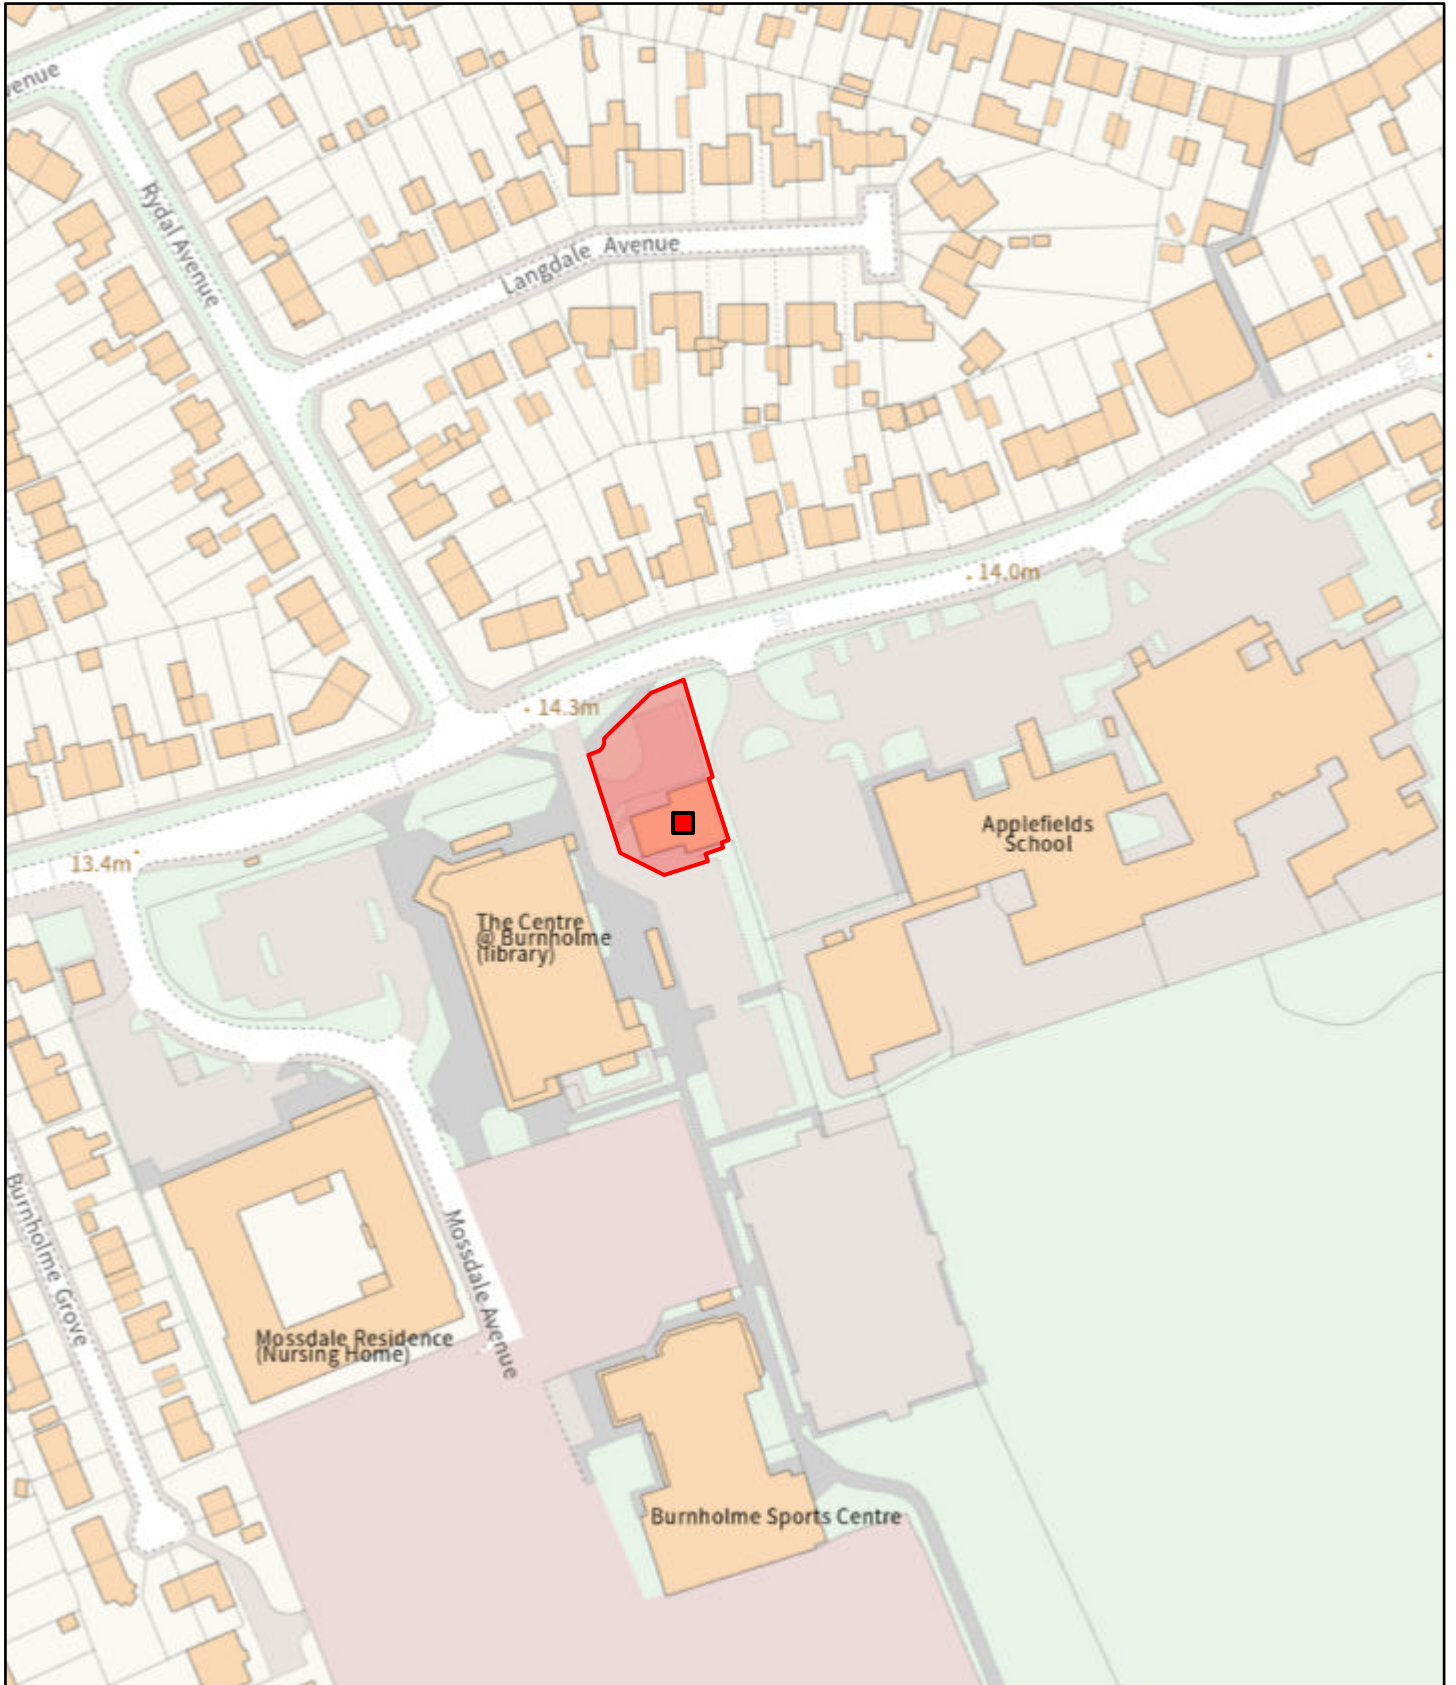 venue
Rydal Avenue
Langdale Avenue
14.0m
14.3m
13.4m
Applefields
School
The Centre
@ Burnholme
(library)
Burnholme Grove
Mossdale Avenue
Mossdale Residence
(Nursing Home)
Burnholme Sports Centre